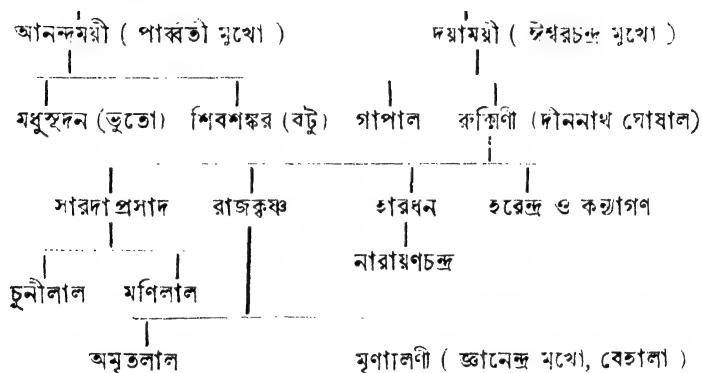 আনন্দময়ী ( পার্ব্বতী মুখো ) দয়াময়ী ( ঈশ্বরচন্দ্র মুখো )
মধুসূদন (ভুতো) শিবশঙ্কর (বটু) গাপাল রুক্মিণী (দীননাথ ঘোষাল)
সারদাপ্রসাদ রাজকৃষ্ণ হারধন হরেন্দ্র ও কন্যাগণ
নারায়ণচন্দ্র
চুনীলাল মণিলাল
অমৃতলাল মৃণালিণী ( জ্ঞানেন্দ্র মুখো, বেহালা )